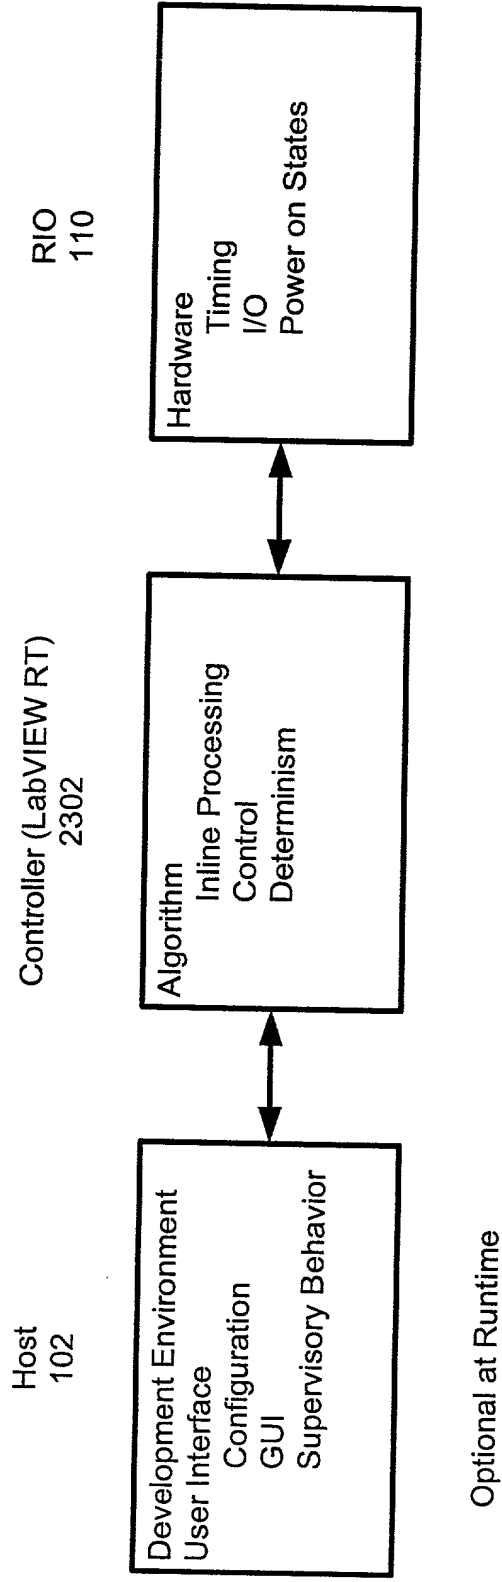 Host
102
Development Environment
User Interface
Configuration
GUI
Supervisory Behavior
Optional at Runtime
Controller (LabVIEW RT)
2302
Algorithm
Inline Processing
Control
Determinism
RIO
110
Hardware
Timing
I/O
Power on States